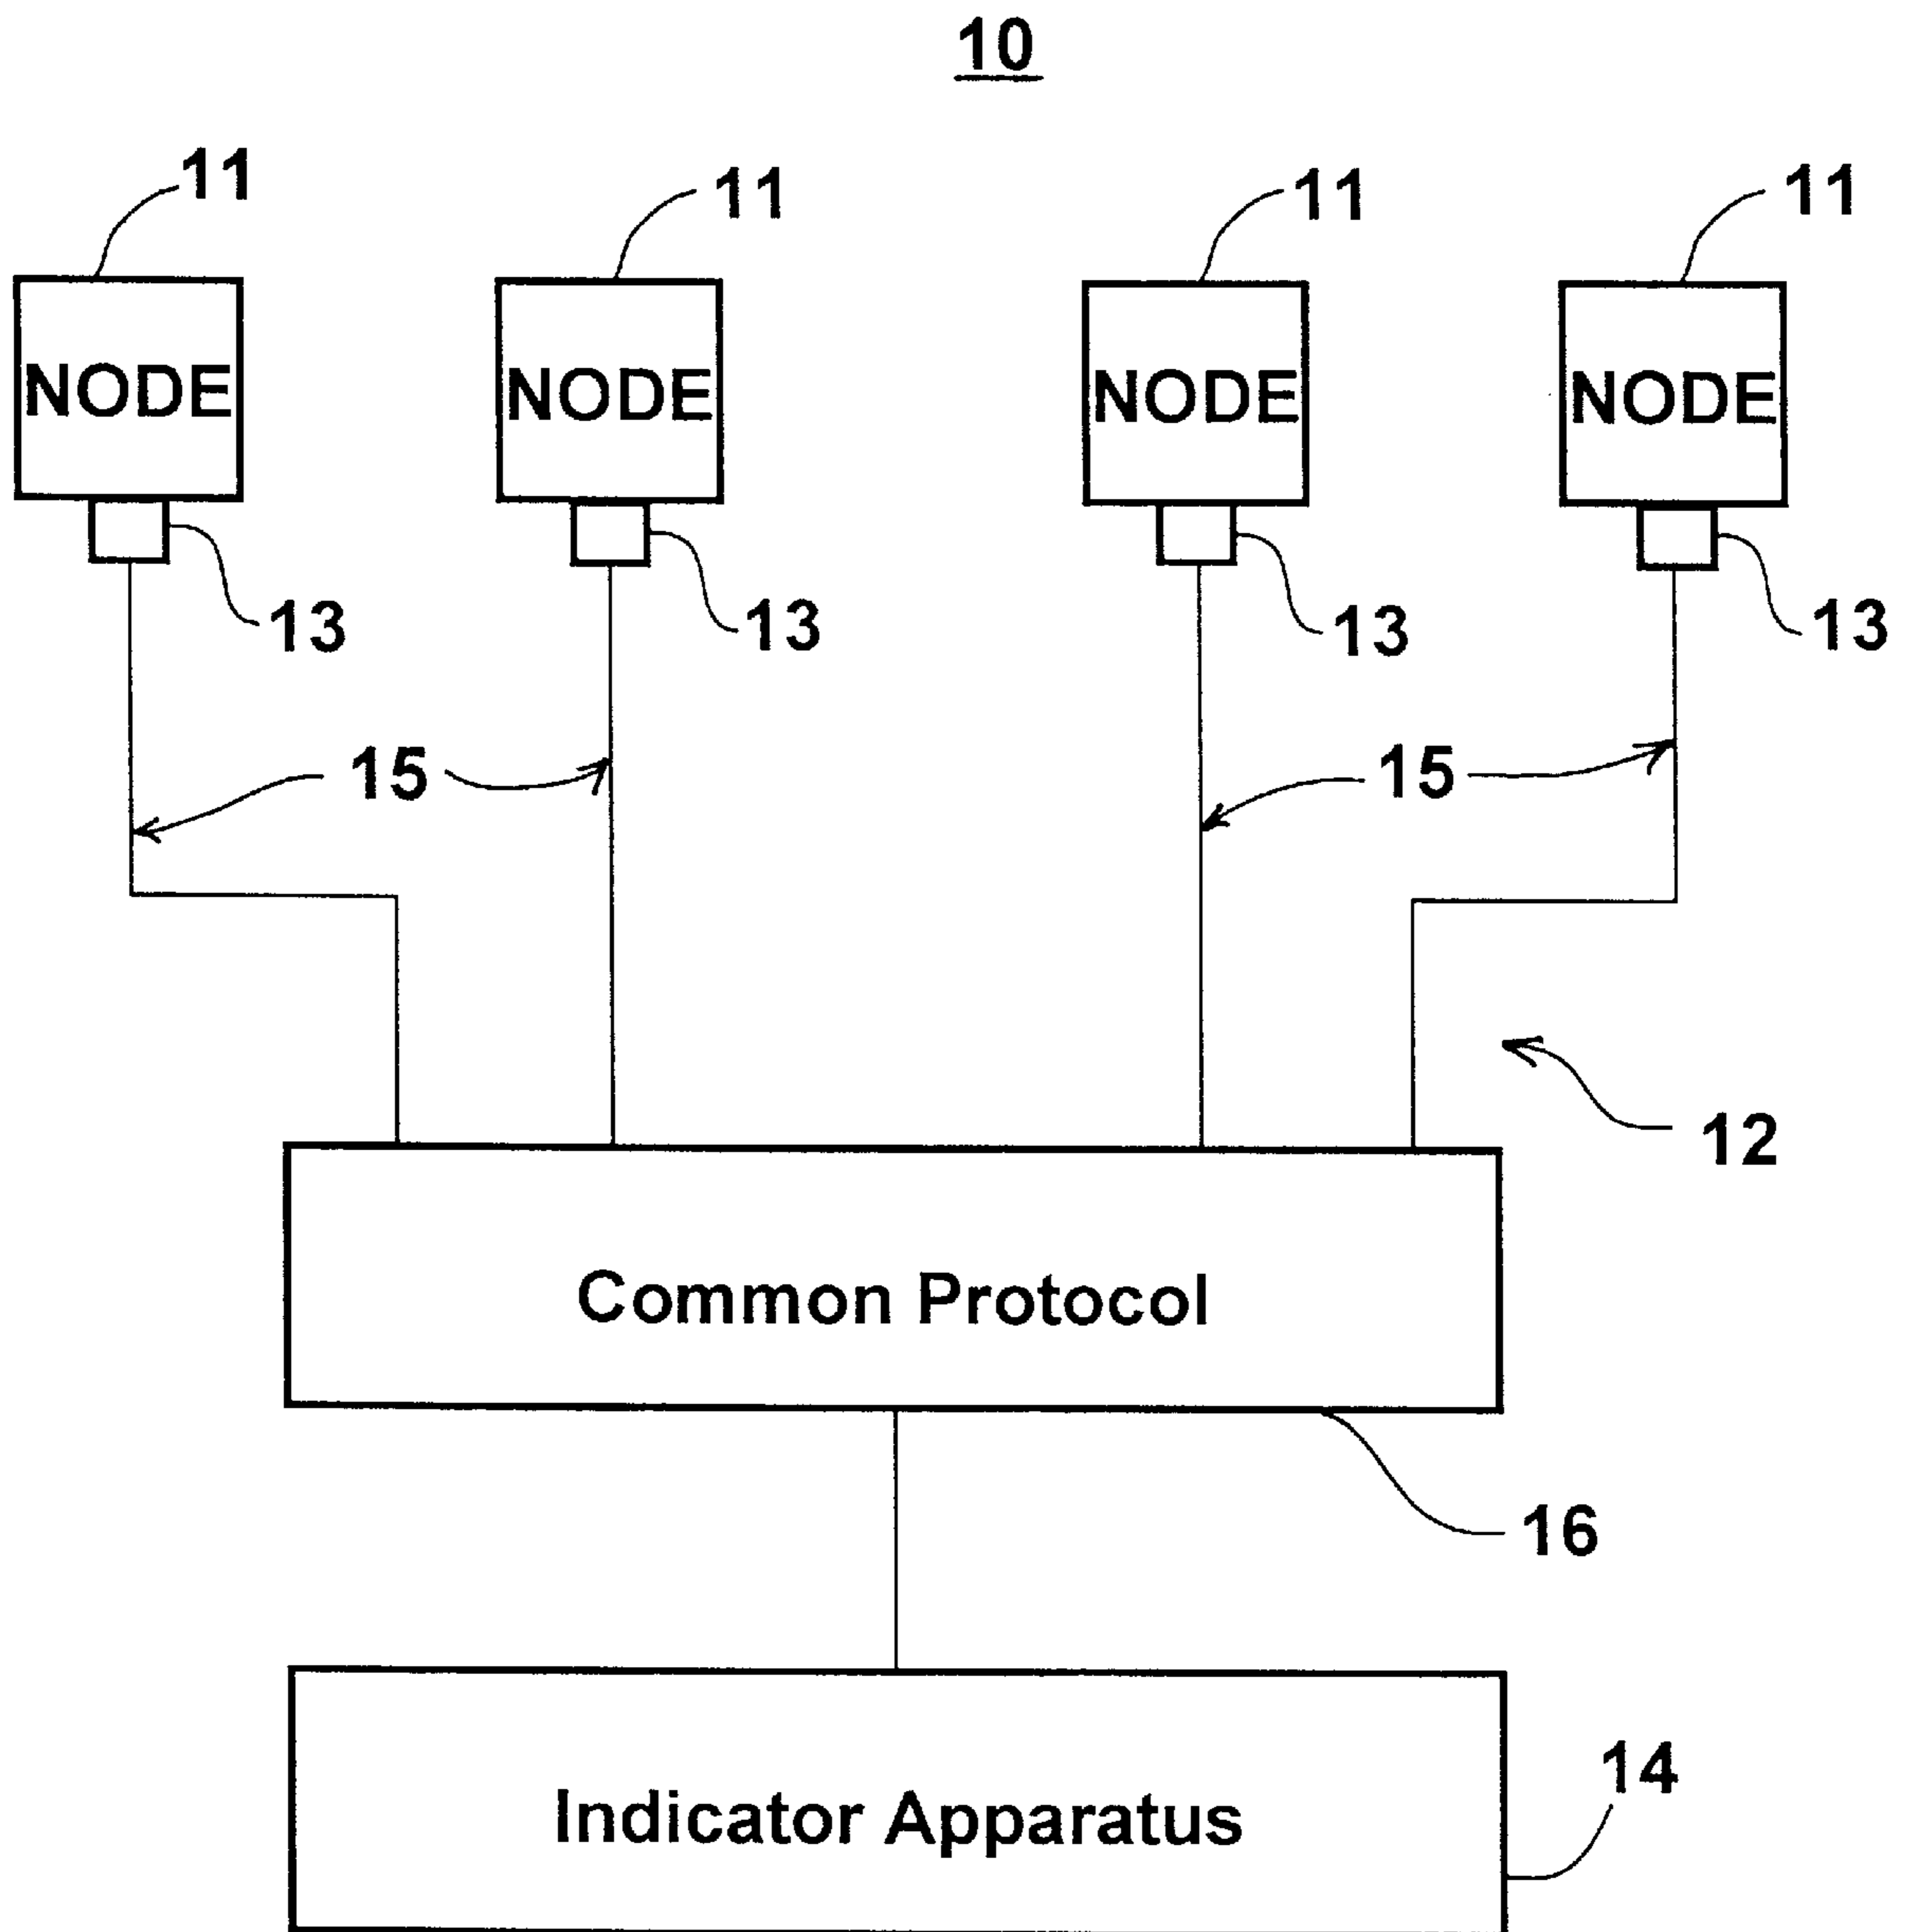 10
11 11 11 11
NODE NODE NODE NODE
13 13 13 13
15 15
12
Common Protocol
16
14
Indicator Apparatus